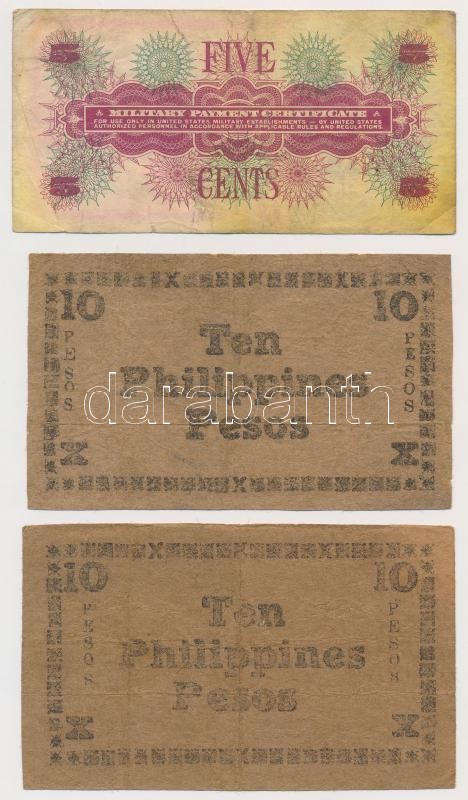 5 FIVE 5
MILITARY PAYMENT CERTIFICATE
FOR USE ONLY IN UNITED STATES MILITARY ESTABLISHMENTS — BY UNITED STATES
AUTHORIZED PERSONNEL IN ACCORDANCE WITH APPLICABLE RULES AND REGULATIONS.
5 CENTS 5
10 10
PESOS PESOS
Ten
Philippines
Pesos
X X
darabanth
10 10
PESOS PESOS
Ten
Philippines
Pesos
X X